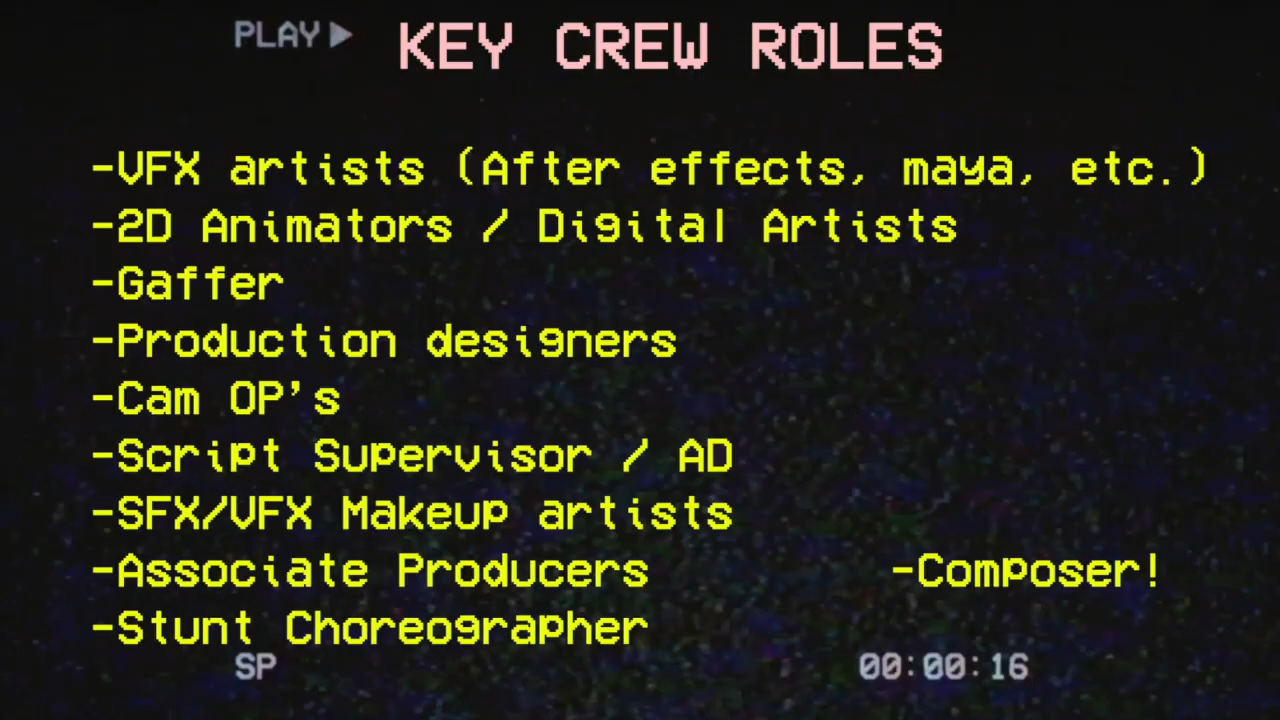 PLAY▶ KEY CREW ROLES
-VFX artists (After effects, maya, etc.)
-2D Animators / Digital Artists
-Gaffer
-Production designers
-Cam OP's
-Script Supervisor / AD
-SFX/VFX Makeup artists
-Associate Producers -Composer!
-Stunt Choreographer
SP 00:00:16